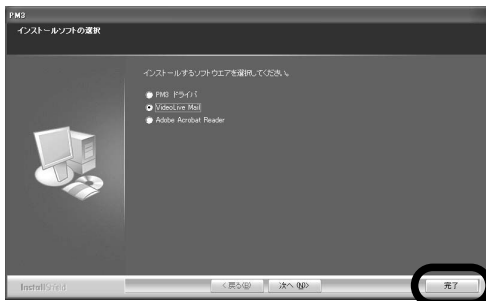 PM3
インストールソフトの選択
インストールするソフトウエアを選択してください。
PM3 ドライバ
VideoLive Mail
Adobe Acrobat Reader
InstallShield
< 戻る(B)
次へ (N)>
完了